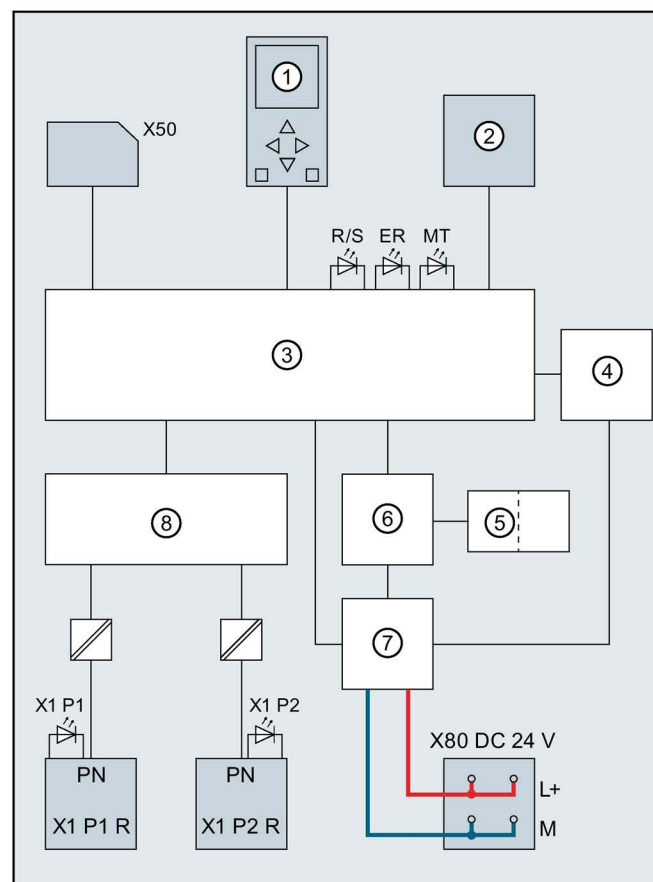 ①
②
X50
R/S ER MT
③
④
⑤
⑥
⑧
⑦
X1 P1
X1 P2
X80 DC 24 V
PN
PN
L+
X1 P1 R
X1 P2 R
M